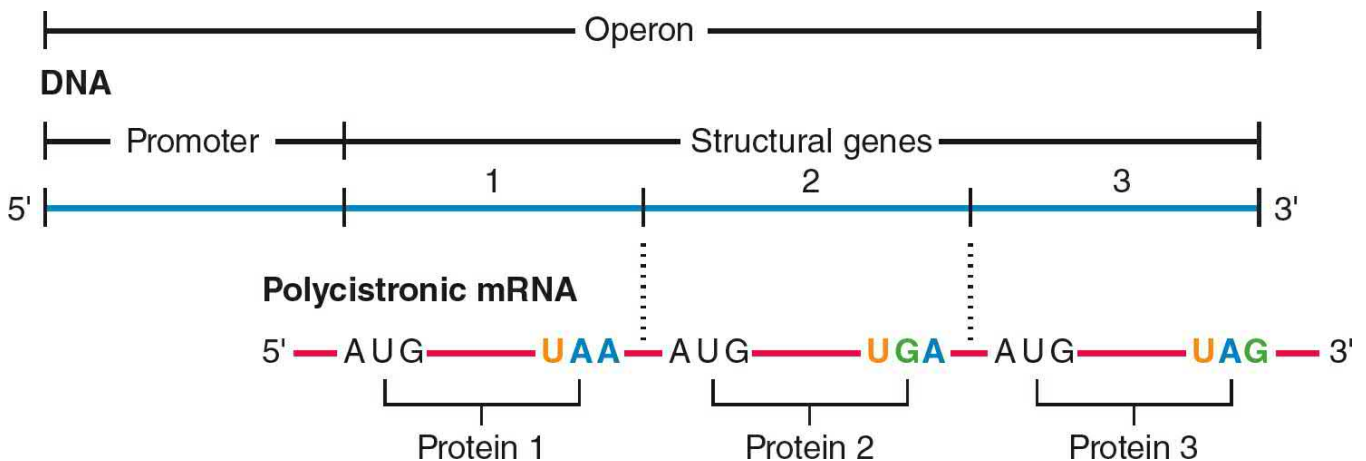 Operon
DNA
Promoter Structural genes
1 2 3
5' 3'
Polycistronic mRNA
5' AUG UAA AUG UGA AUG UAG 3'
Protein 1 Protein 2 Protein 3